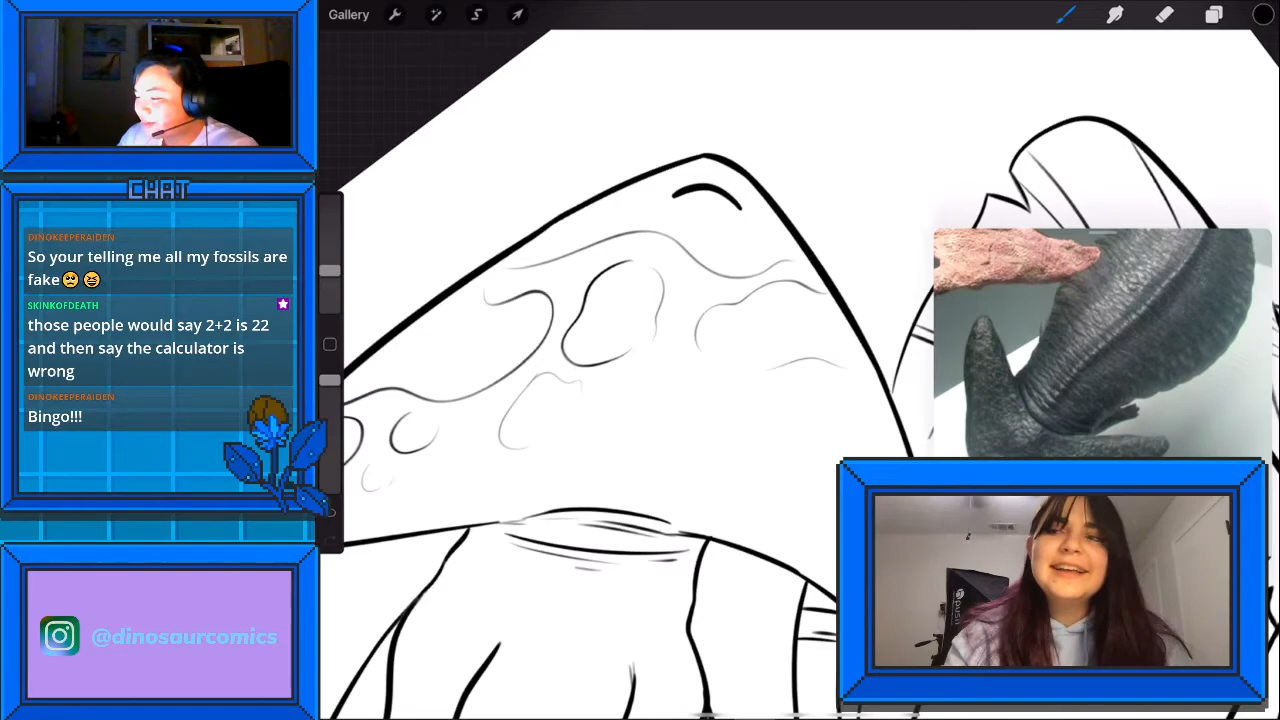 Gallery
CHAT
DINOKEEPERAIDEN
So your telling me all my fossils are
fake🥺 😆
SKINKOFDEATH
those people would say 2+2 is 22
and then say the calculator is
wrong
DINOKEEPERAIDEN
Bingo!!!
@dinosaurcomics